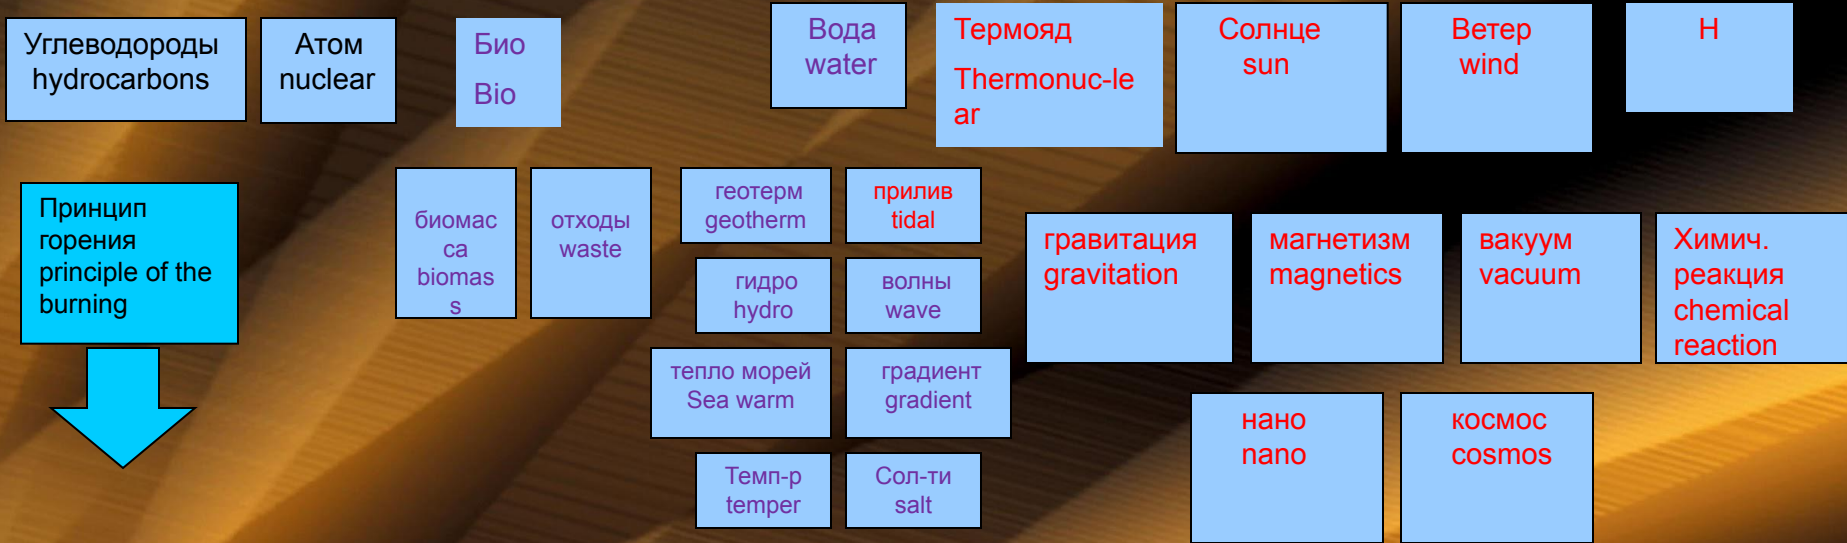 Углеводороды
hydrocarbons
Атом
nuclear
Био
Bio
Вода
water
Термояд
Thermonuc-le
ar
Солнце
sun
Ветер
wind
Н
Принцип
горения
principle of the
burning
биомас
са
biomas
s
отходы
waste
геотерм
geotherm
прилив
tidal
гидро
hydro
волны
wave
тепло морей
Sea warm
градиент
gradient
Темп-р
temper
Сол-ти
salt
гравитация
gravitation
магнетизм
magnetics
вакуум
vacuum
Химич.
реакция
chemical
reaction
нано
nano
космос
cosmos